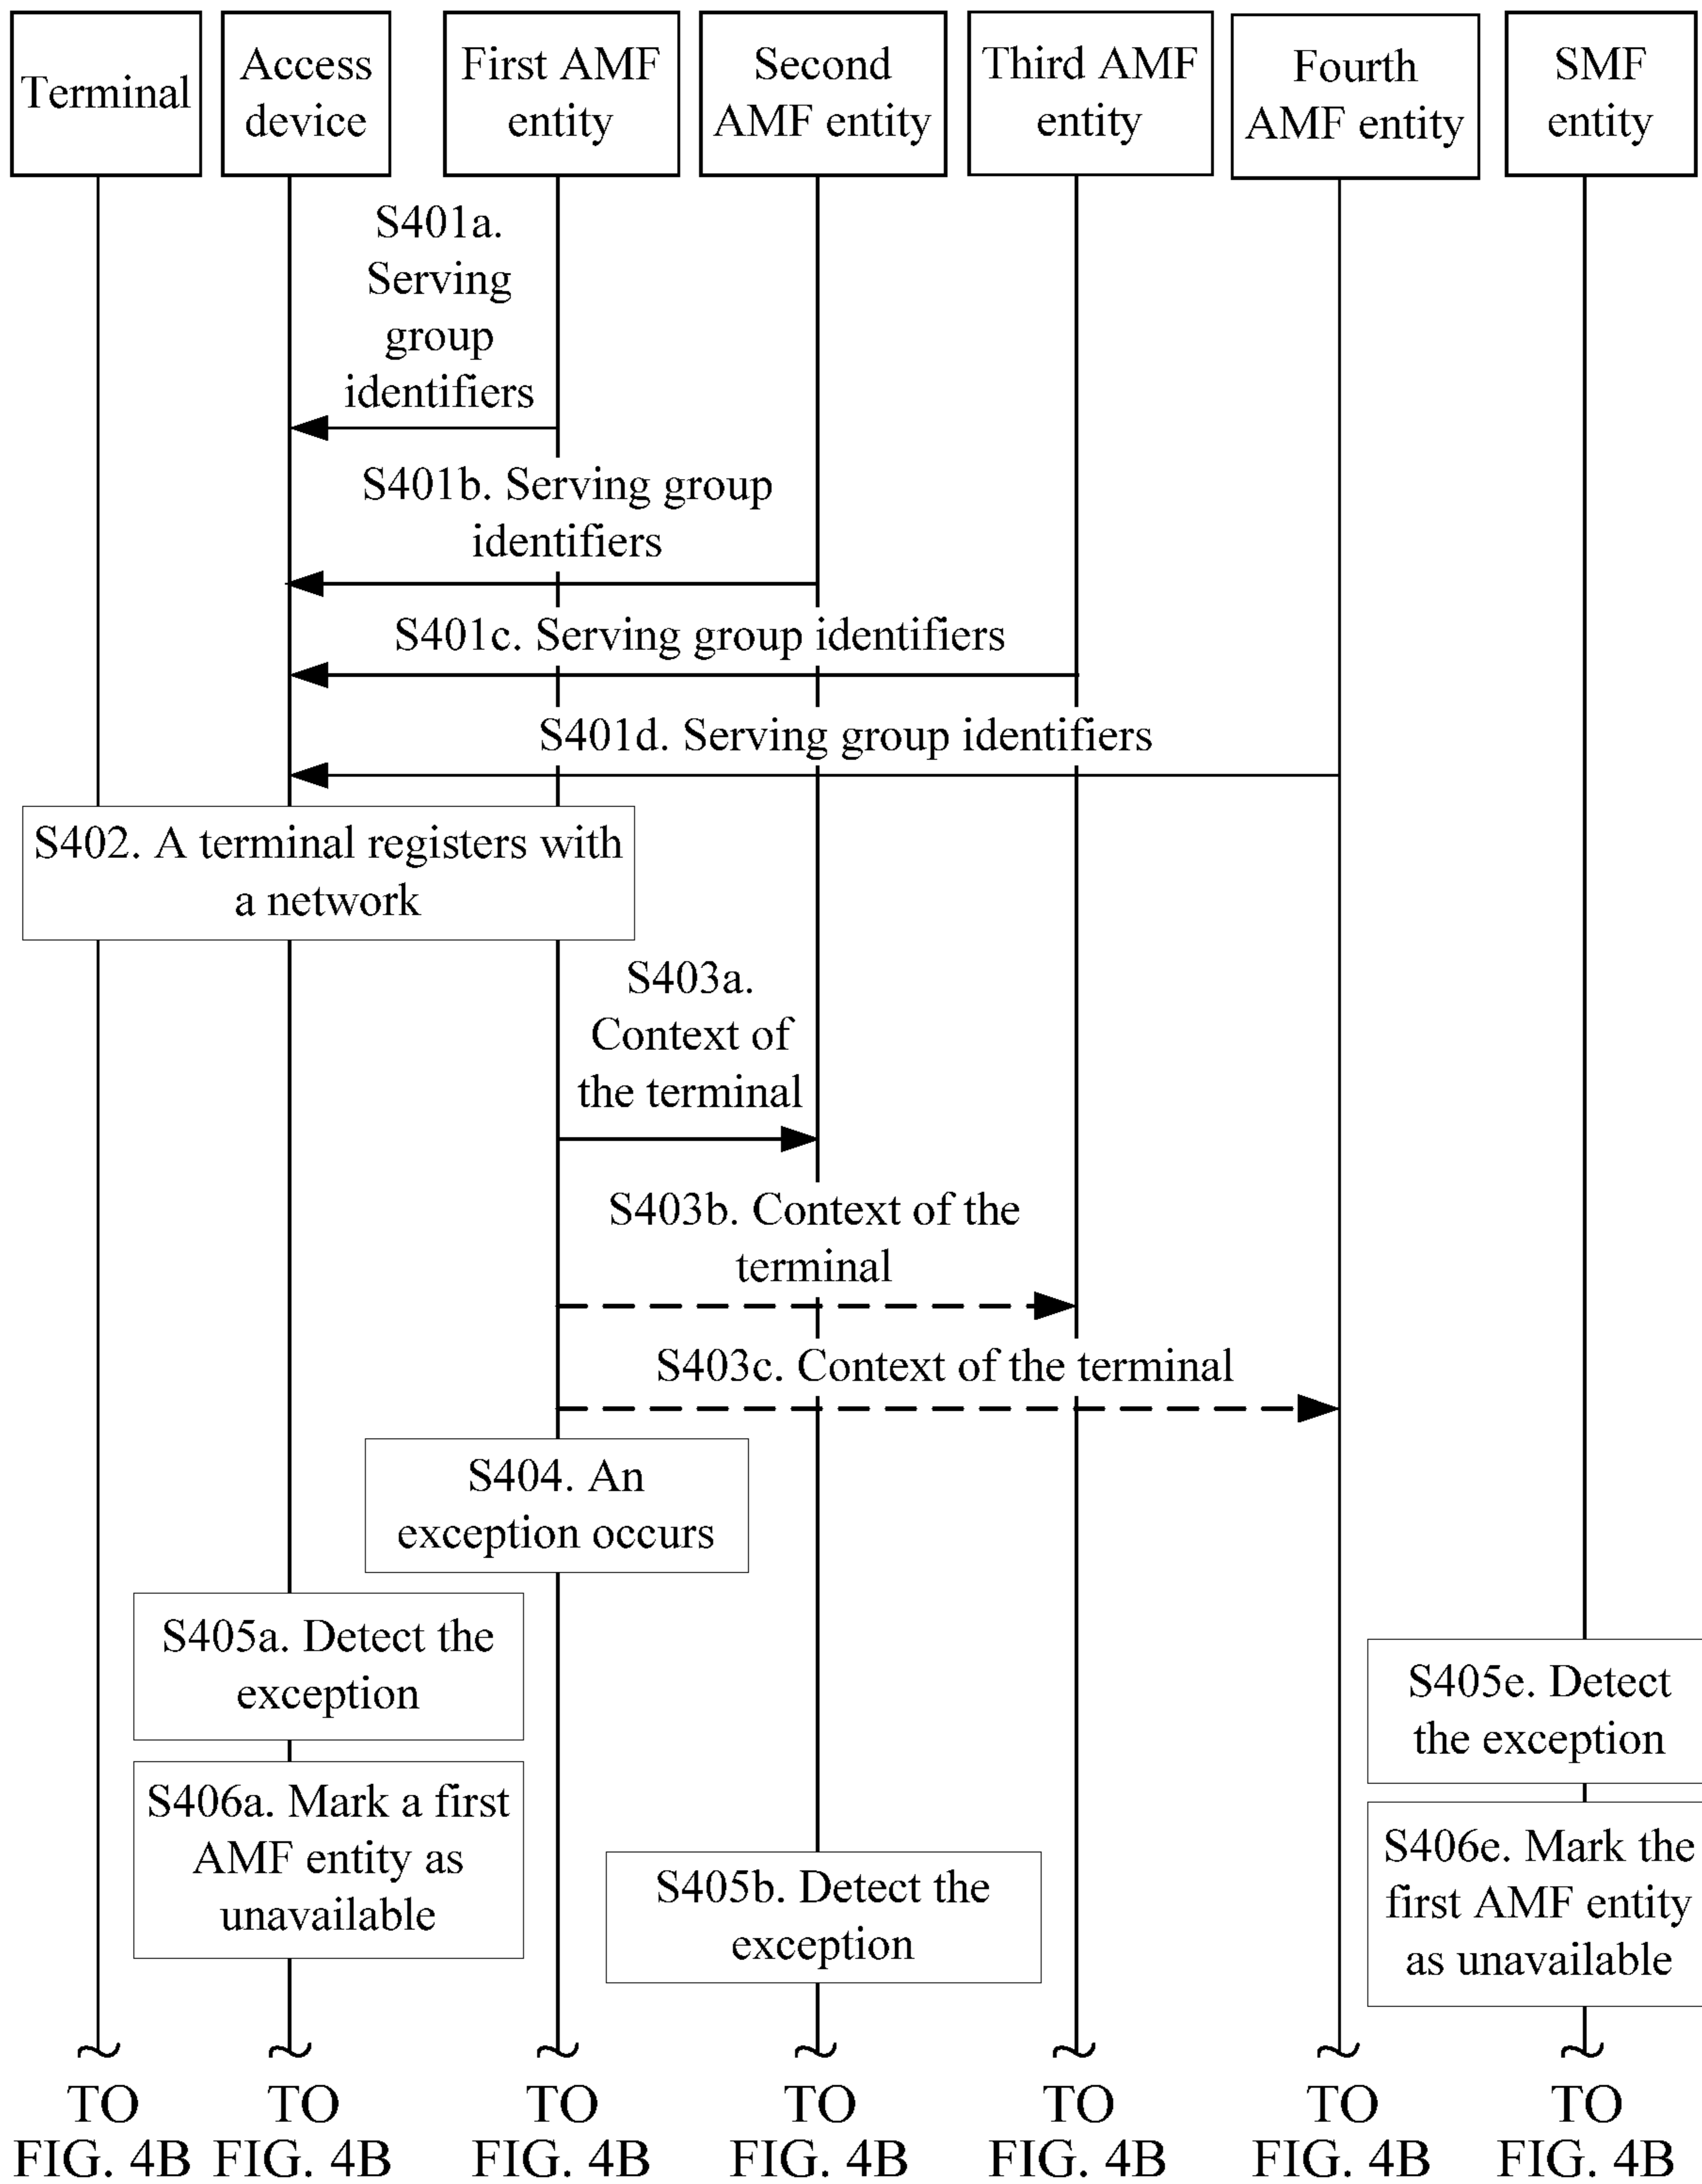 Terminal
Access
device
First AMF
entity
Second
AMF entity
Third AMF
entity
Fourth
AMF entity
SMF
entity
S401a.
Serving
group
identifiers
S401b. Serving group
identifiers
S401c. Serving group identifiers
S401d. Serving group identifiers
S402. A terminal registers with
a network
S403a.
Context of
the terminal
S403b. Context of the
terminal
S403c. Context of the terminal
S404. An
exception occurs
S405a. Detect the
exception
S405e. Detect
the exception
S406a. Mark a first
AMF entity as
unavailable
S405b. Detect the
exception
S406e. Mark the
first AMF entity
as unavailable
TO
FIG. 4B
TO
FIG. 4B
TO
FIG. 4B
TO
FIG. 4B
TO
FIG. 4B
TO
FIG. 4B
TO
FIG. 4B